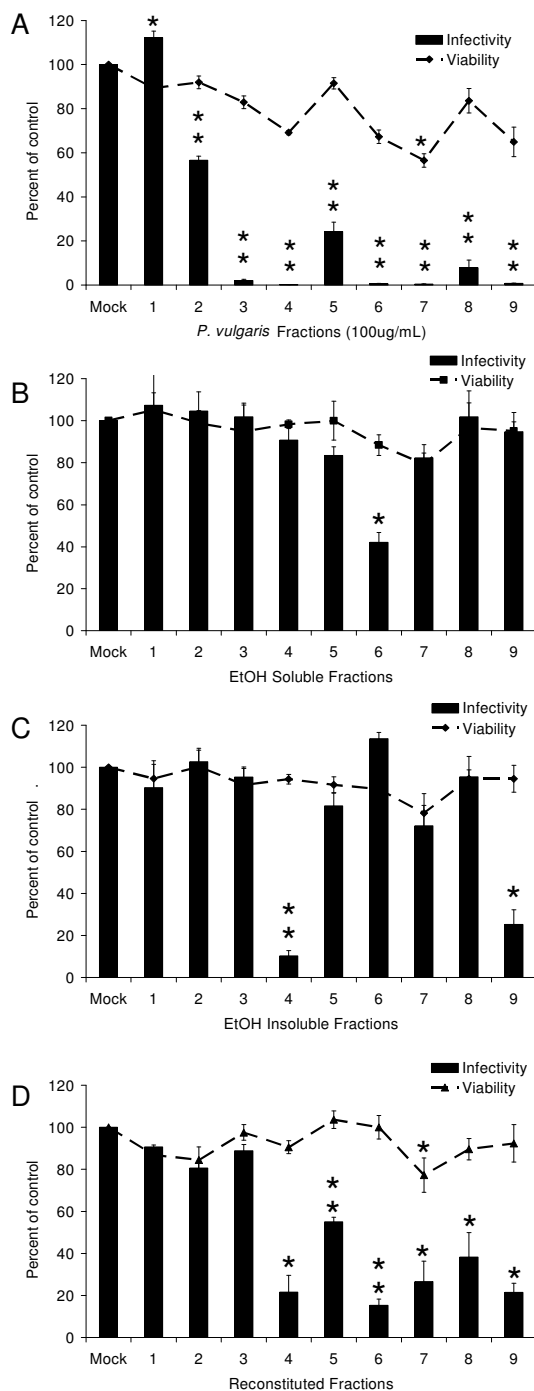 A
Infectivity
Viability
Percent of control
120
100
80
60
40
20
0
*
* *
* *
* *
* *
* *
*
* *
* *
* *
Mock 1 2 3 4 5 6 7 8 9
P. vulgaris Fractions (100ug/mL)
B
Infectivity
Viability
Percent of control
120
100
80
60
40
20
0
*
Mock 1 2 3 4 5 6 7 8 9
EtOH Soluble Fractions
C
Infectivity
Viability
Percent of control .
120
100
80
60
40
20
0
* *
*
Mock 1 2 3 4 5 6 7 8 9
EtOH Insoluble Fractions
D
Infectivity
Viability
Percent of control
120
100
80
60
40
20
0
*
* *
* *
*
*
*
*
Mock 1 2 3 4 5 6 7 8 9
Reconstituted Fractions